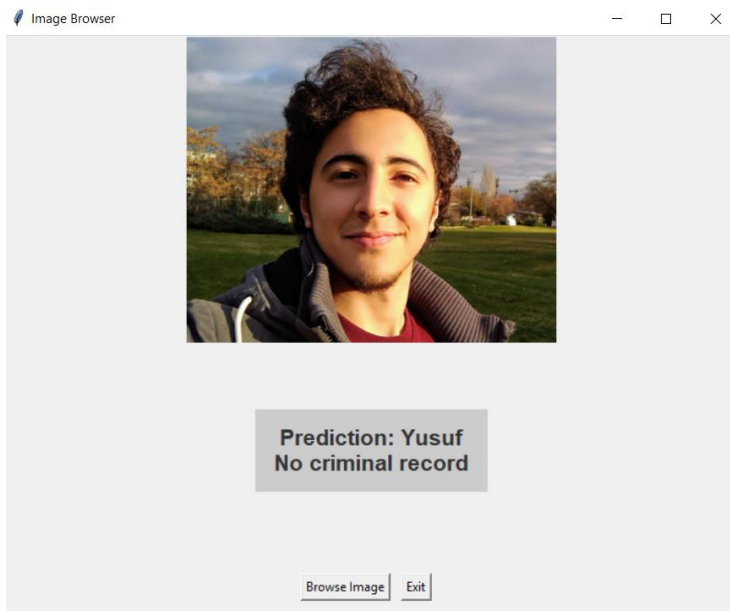 Image Browser
Prediction: Yusuf
No criminal record
Browse Image
Exit